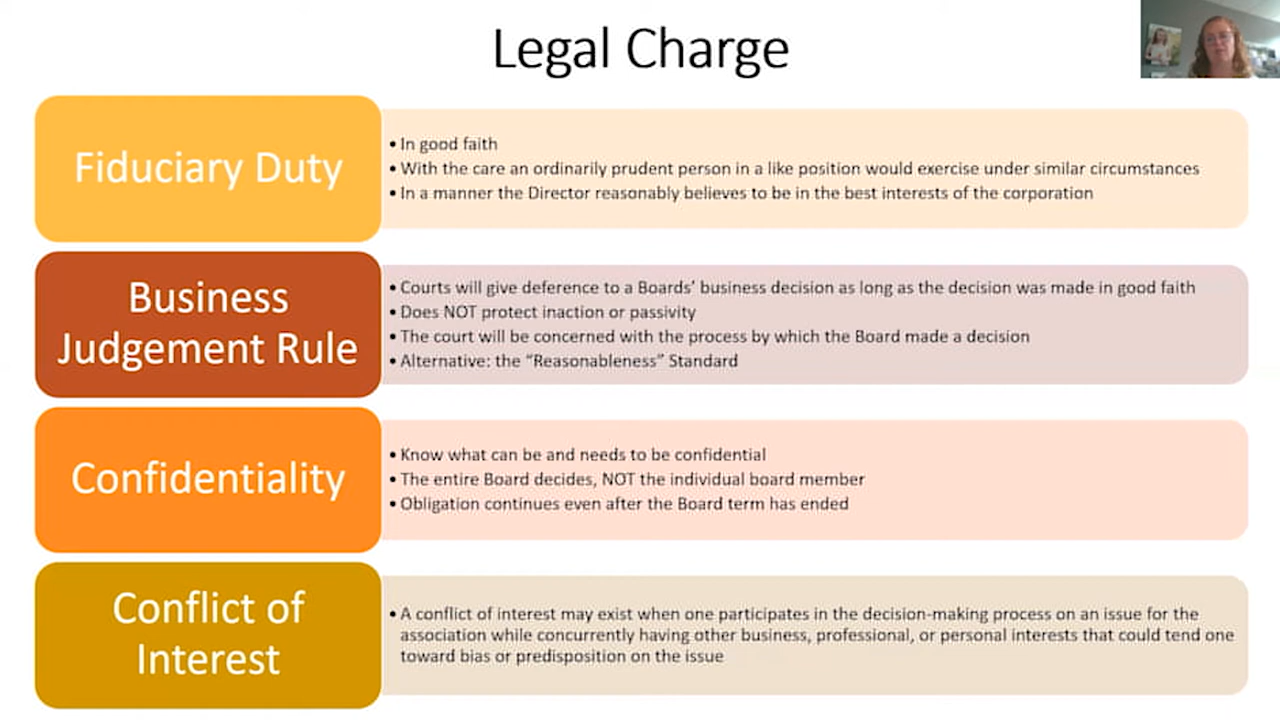 Legal Charge
Fiduciary Duty
• In good faith
• With the care an ordinarily prudent person in a like position would exercise under similar circumstances
• In a manner the Director reasonably believes to be in the best interests of the corporation
Business
Judgement Rule
• Courts will give deference to a Boards’ business decision as long as the decision was made in good faith
• Does NOT protect inaction or passivity
• The court will be concerned with the process by which the Board made a decision
• Alternative: the “Reasonableness” Standard
Confidentiality
• Know what can be and needs to be confidential
• The entire Board decides, NOT the individual board member
• Obligation continues even after the Board term has ended
Conflict of
Interest
• A conflict of interest may exist when one participates in the decision-making process on an issue for the
association while concurrently having other business, professional, or personal interests that could tend one
toward bias or predisposition on the issue